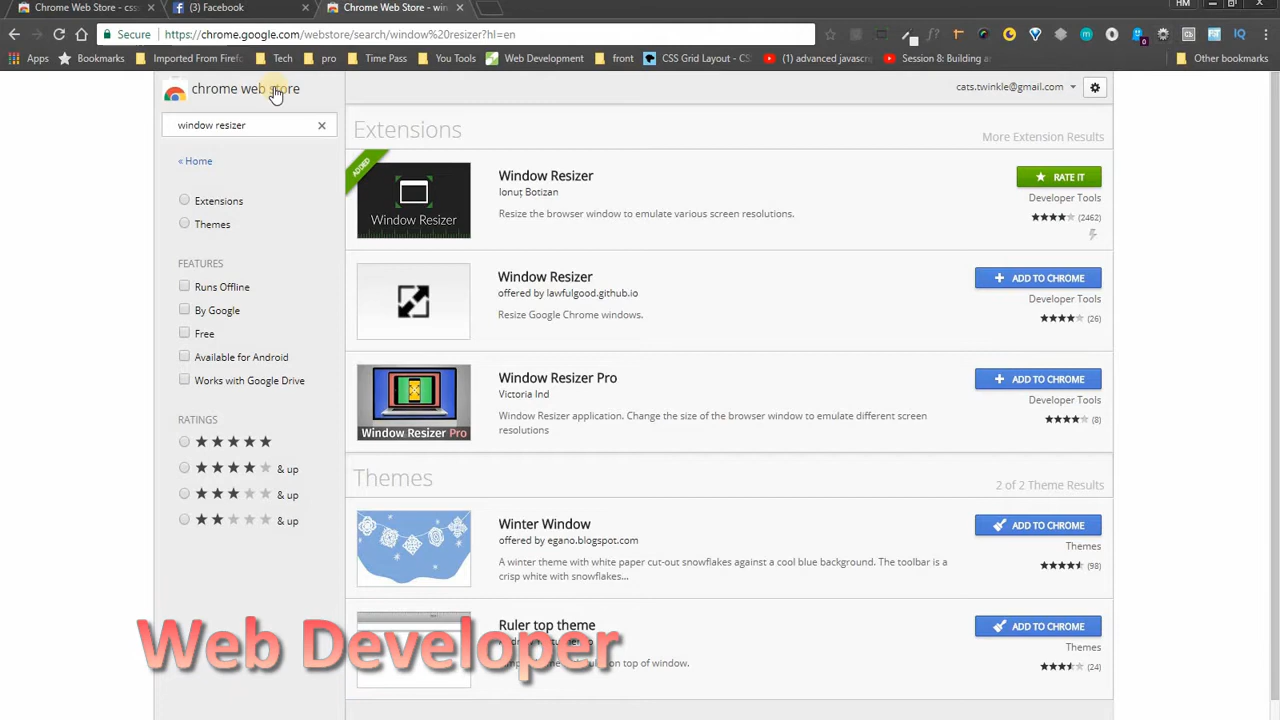 Chrome Web Store - css
(3) Facebook
Chrome Web Store - win
HM
Secure
https://chrome.google.com/webstore/search/window%20resizer?hl=en
Apps
Bookmarks
Imported From Firefo
Tech
pro
Time Pass
You Tools
Web Development
front
CSS Grid Layout - CSS
advanced javascrip
Session 8: Building a
Other bookmarks
chrome web store
cats.twinkle@gmail.com
window resizer
« Home
Extensions
Themes
FEATURES
Runs Offline
By Google
Free
Available for Android
Works with Google Drive
RATINGS
& up
& up
& up
Extensions
More Extension Results
ADDED
Window Resizer
Window Resizer
Ionuț Botizan
Resize the browser window to emulate various screen resolutions.
RATE IT
Developer Tools
(2462)
Window Resizer
offered by lawfulgood.github.io
Resize Google Chrome windows.
ADD TO CHROME
Developer Tools
(26)
Window Resizer Pro
Window Resizer Pro
Victoria Ind
Window Resizer application. Change the size of the browser window to emulate different screen
resolutions
ADD TO CHROME
Developer Tools
(8)
Themes
2 of 2 Theme Results
Winter Window
offered by egano.blogspot.com
A winter theme with white paper cut-out snowflakes against a cool blue background. The toolbar is a
crisp white with snowflakes...
ADD TO CHROME
Themes
(98)
Ruler top theme
on top of window.
ADD TO CHROME
Themes
(24)
Web Developer